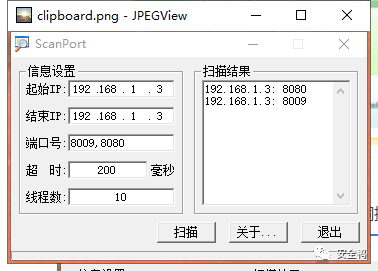 clipboard.png - JPEGView
ScanPort
信息设置
起始IP: 192 .168 . 1 . 3
结束IP: 192 .168 . 1 . 3
端口号: 8009,8080
超 时: 200 毫秒
线程数: 10
扫描结果
192.168.1.3: 8080
192.168.1.3: 8009
扫描
关于...
退出